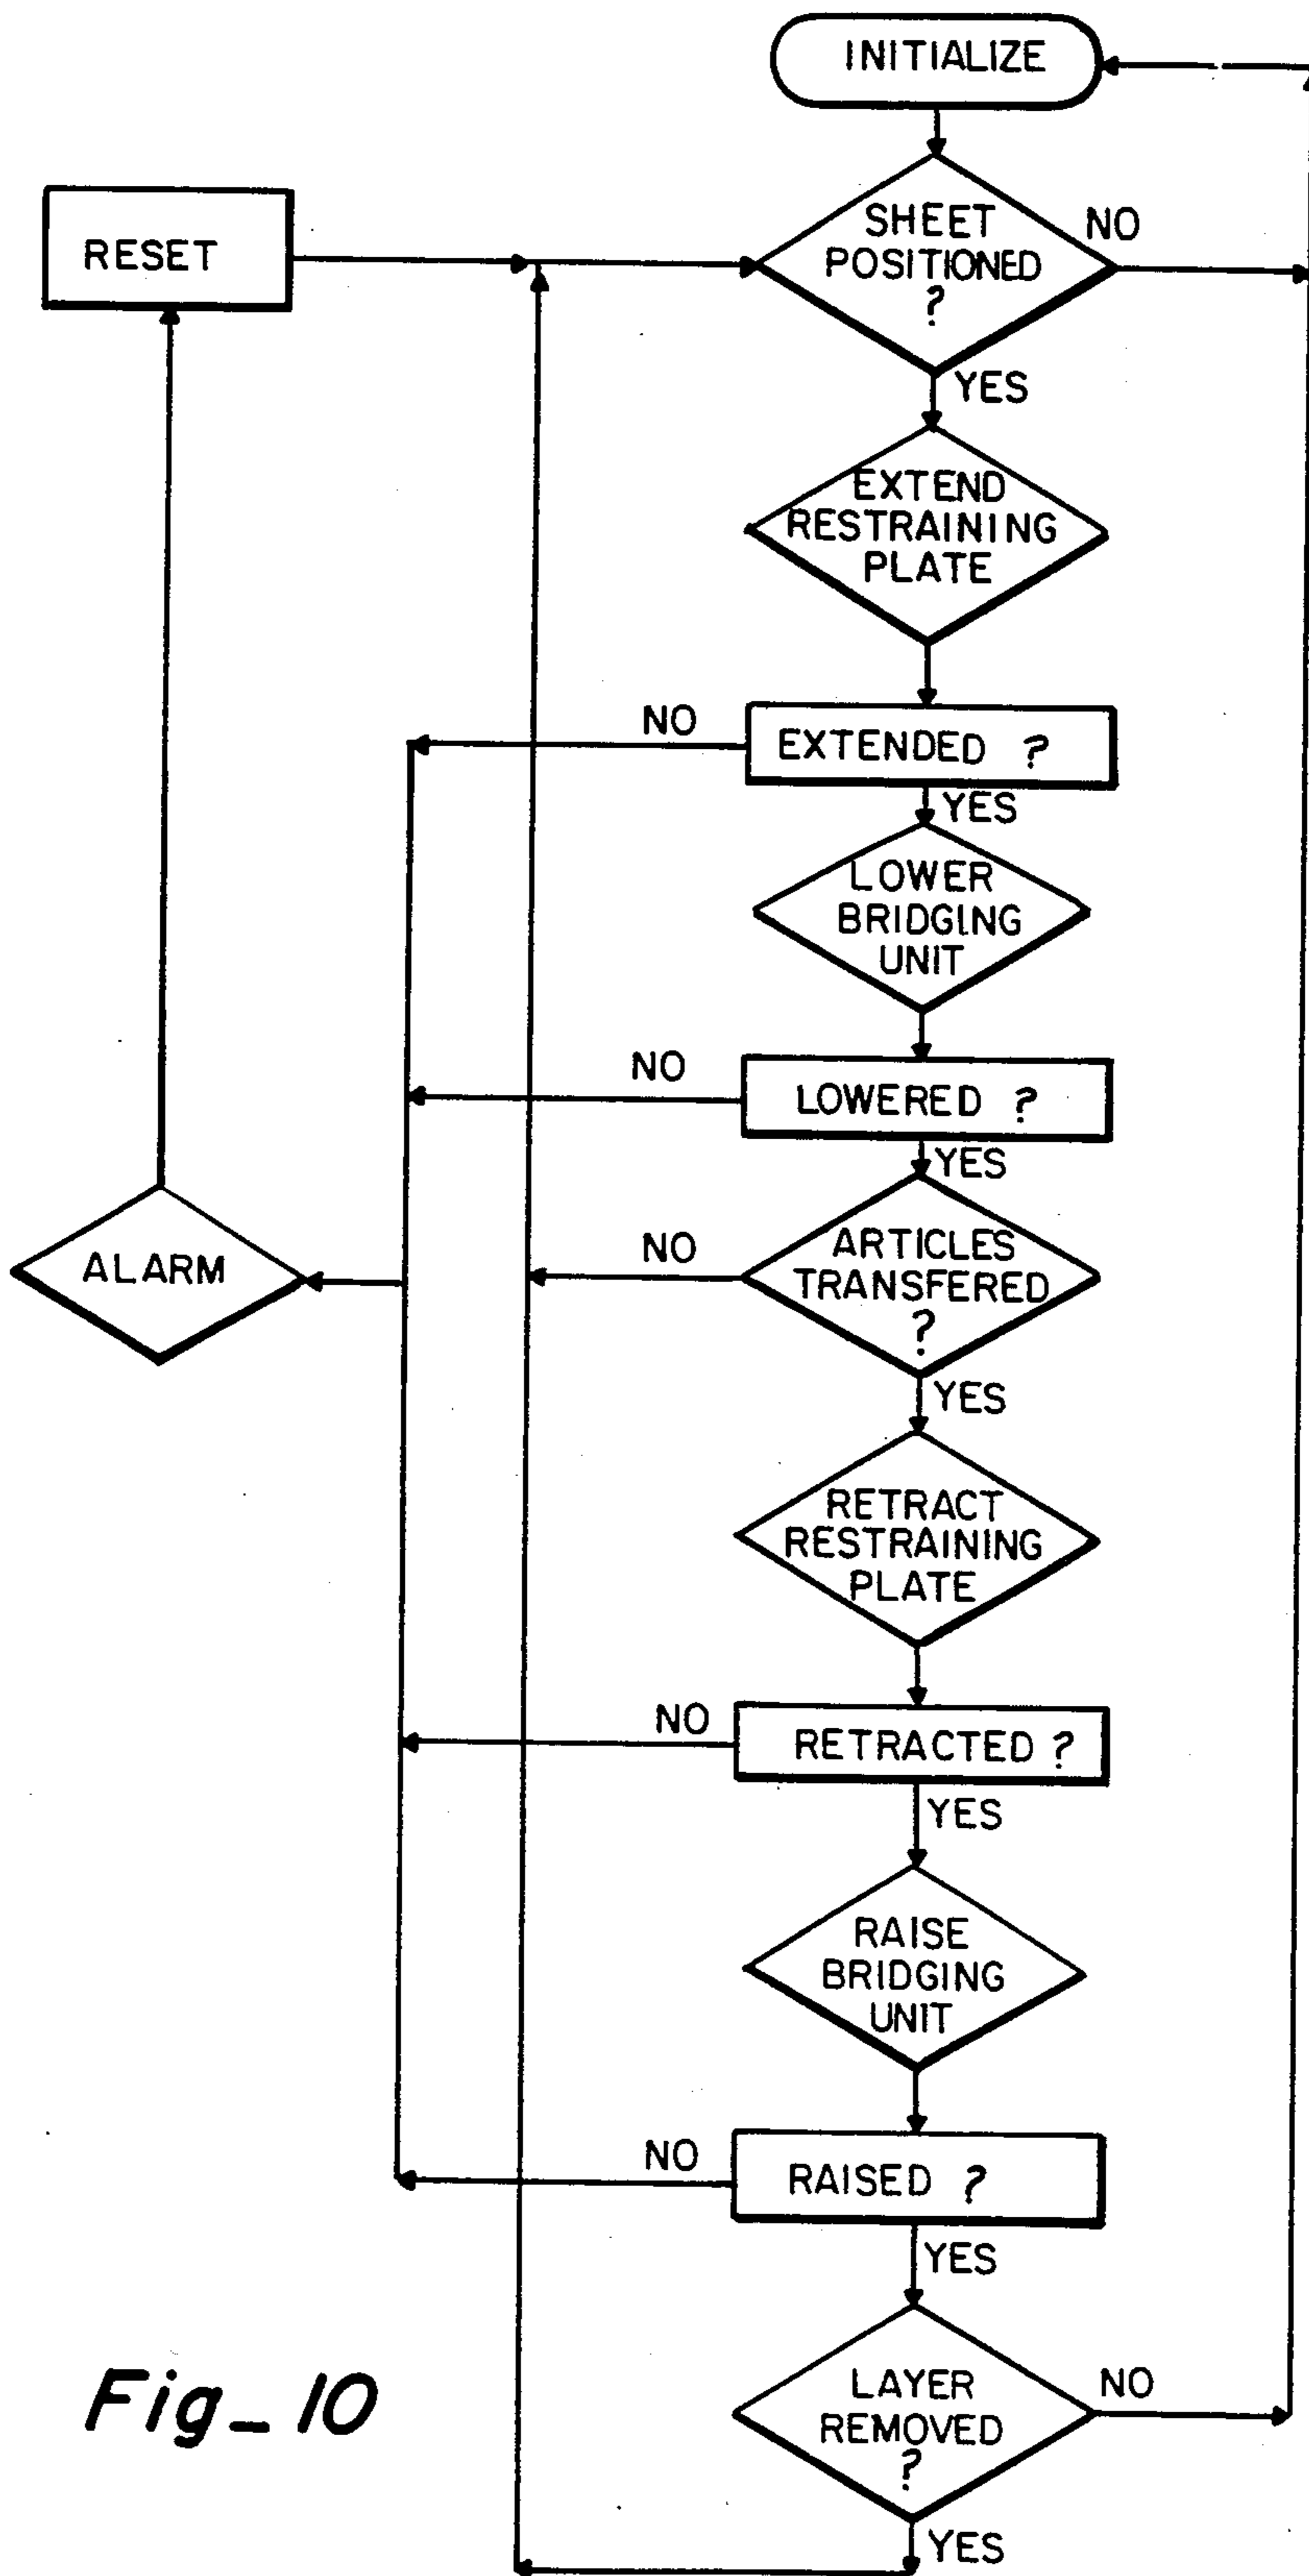 INITIALIZE
RESET
SHEET
POSITIONED
?
NO
YES
EXTEND
RESTRAINING
PLATE
NO
EXTENDED ?
YES
LOWER
BRIDGING
UNIT
NO
LOWERED ?
YES
ALARM
NO
ARTICLES
TRANSFERED
?
YES
RETRACT
RESTRAINING
PLATE
NO
RETRACTED ?
YES
RAISE
BRIDGING
UNIT
NO
RAISED ?
YES
LAYER
REMOVED
?
NO
YES
Fig_10